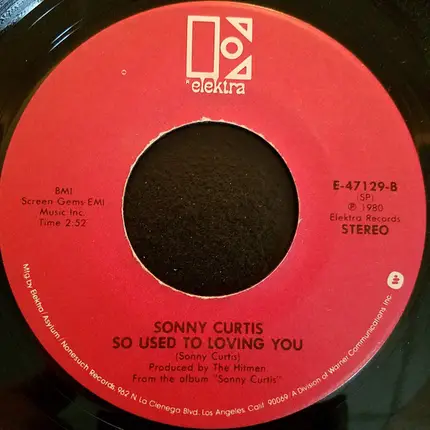 elektra
BMI
Screen Gems-EMI
Music Inc.
Time 2:52
E-47129-B
(SP)
℗ 1980
Elektra Records
STEREO
SONNY CURTIS
SO USED TO LOVING YOU
(Sonny Curtis)
Produced by The Hitmen
From the album "Sonny Curtis"
Mfg by Elektra/Asylum/Nonesuch Records, 962 N. La Cienega Blvd. Los Angeles, Calif. 90069/A Division of Warner Communications Inc.